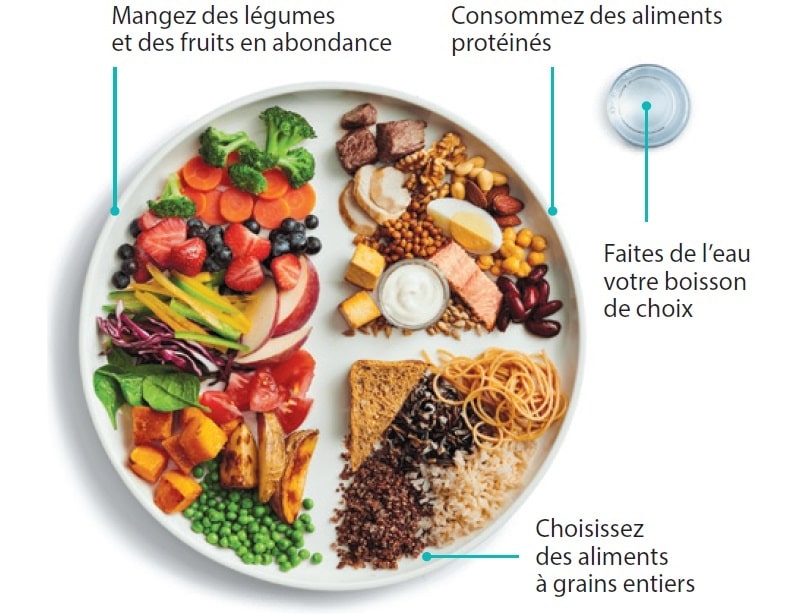 Mangez des légumes
et des fruits en abondance
Consommez des aliments
protéinés
Faites de l’eau
votre boisson
de choix
Choisissez
des aliments
à grains entiers